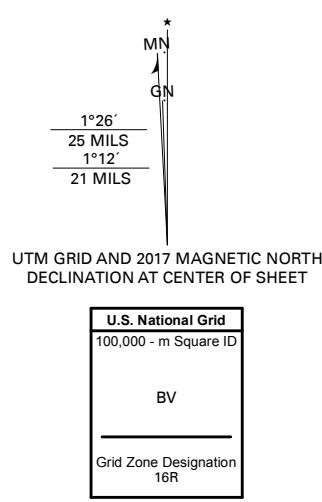 ★
MN
GN
1°26´
25 MILS
1°12´
21 MILS
UTM GRID AND 2017 MAGNETIC NORTH
DECLINATION AT CENTER OF SHEET
U.S. National Grid
100,000 - m Square ID
BV
Grid Zone Designation
16R